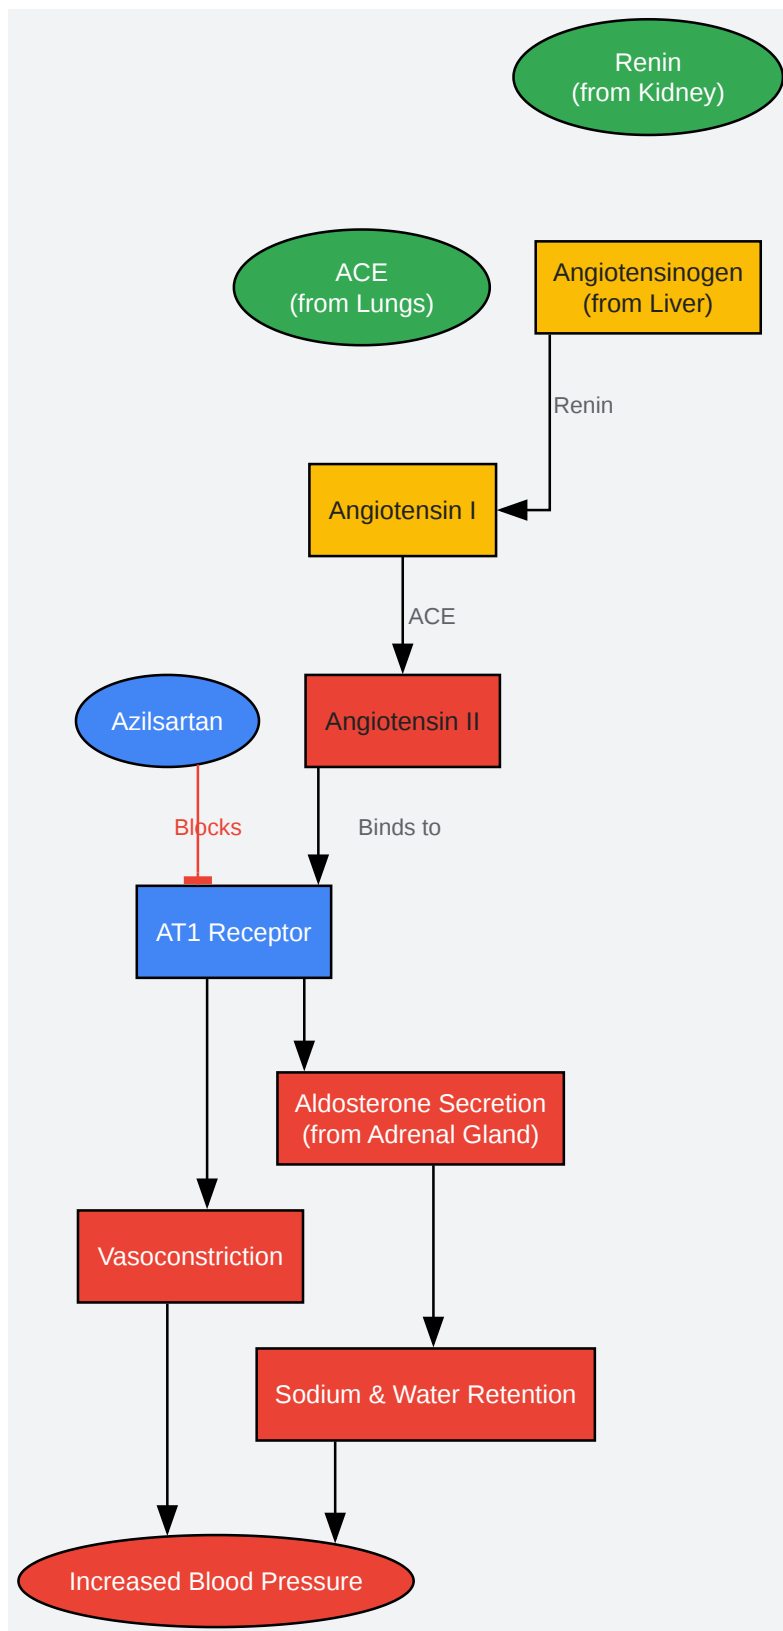 Renin
(from Kidney)
ACE
(from Lungs)
Angiotensinogen
(from Liver)
Renin
Angiotensin I
ACE
Azilsartan
Angiotensin II
Blocks
Binds to
AT1 Receptor
Aldosterone Secretion
(from Adrenal Gland)
Vasoconstriction
Sodium & Water Retention
Increased Blood Pressure